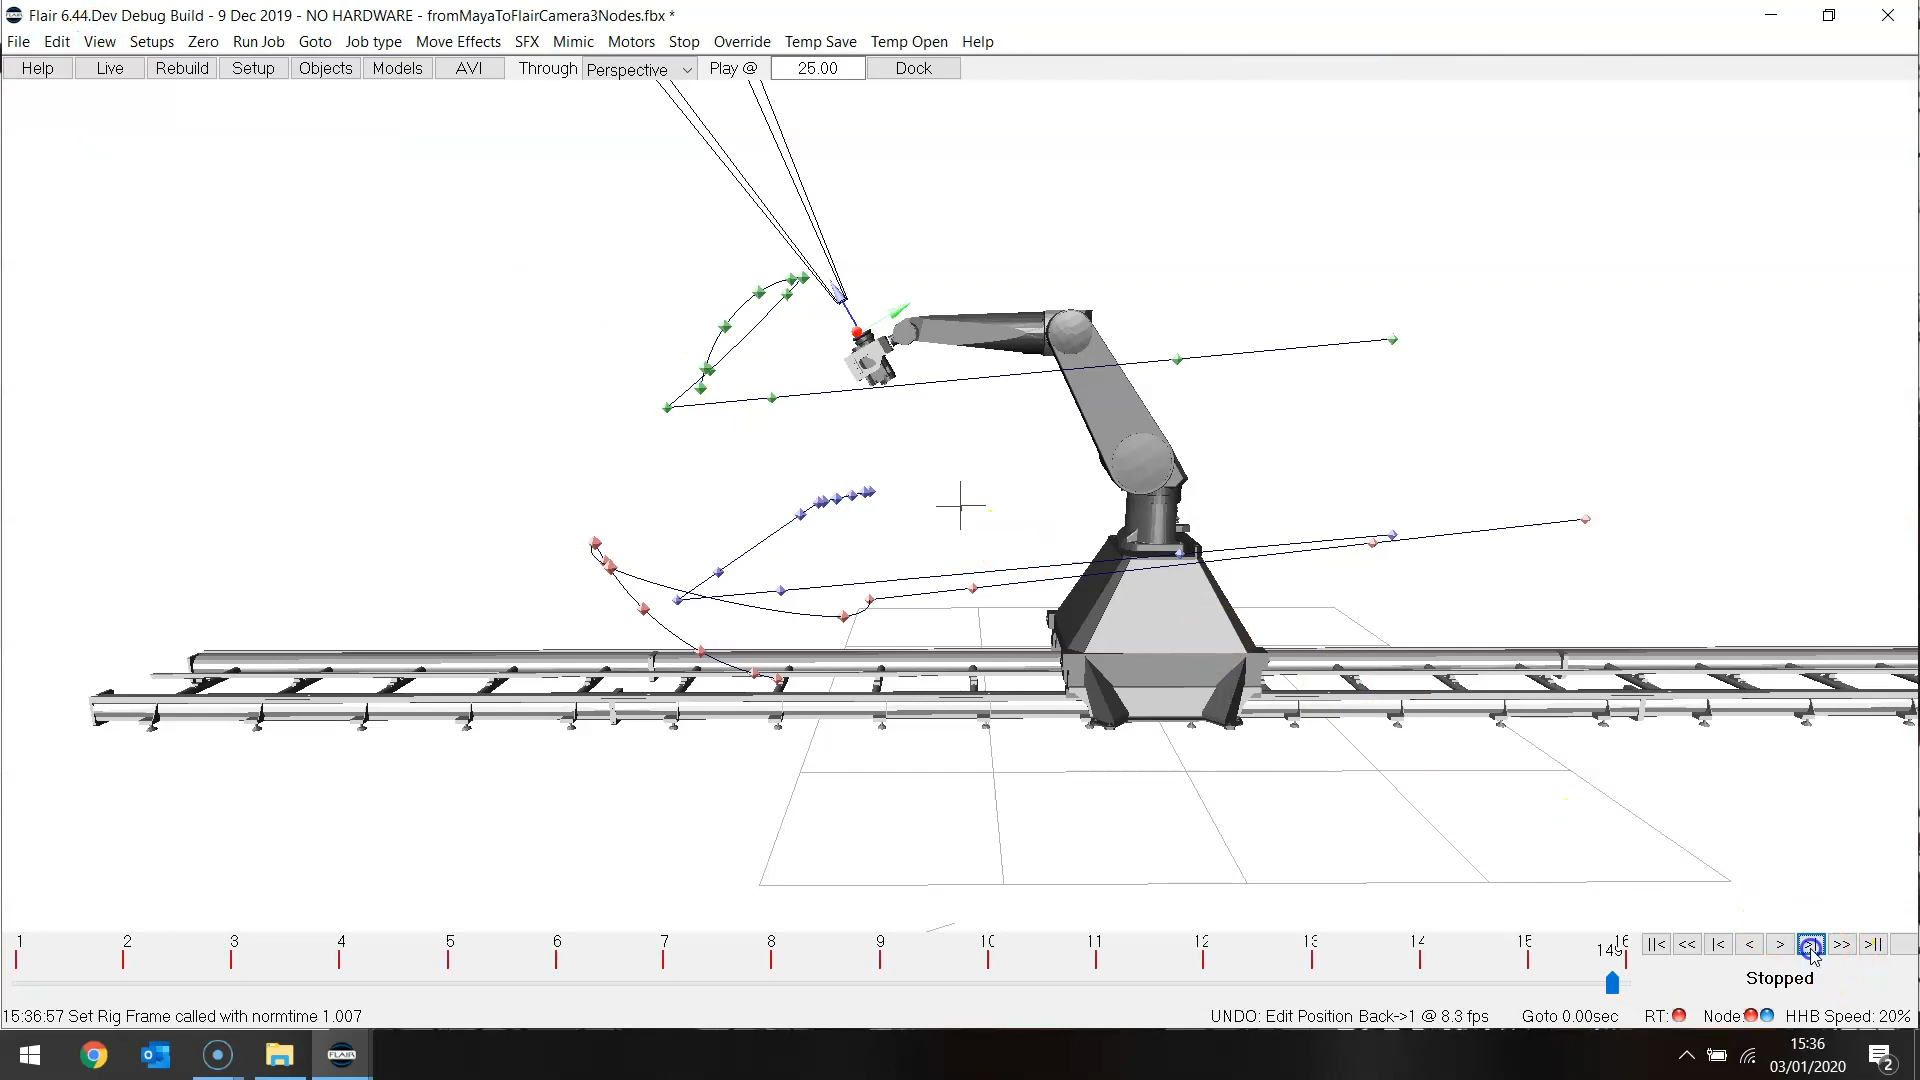 Flair 6.44.Dev Debug Build - 9 Dec 2019 - NO HARDWARE - fromMayaToFlairCamera3Nodes.fbx *
File Edit View Setups Zero Run Job Goto Job type Move Effects SFX Mimic Motors Stop Override Temp Save Temp Open Help
Help Live Rebuild Setup Objects Models AVI Through Perspective Play @ 25.00 Dock
1 2 3 4 5 6 7 8 9 10 11 12 13 14 15 16
149
||< << |< < > >| >> >||
Stopped
15:36:57 Set Rig Frame called with normtime 1.007 UNDO: Edit Position Back->1 @ 8.3 fps Goto 0.00sec RT: Node: HHB Speed: 20%
FLAIR
15:36
03/01/2020
2